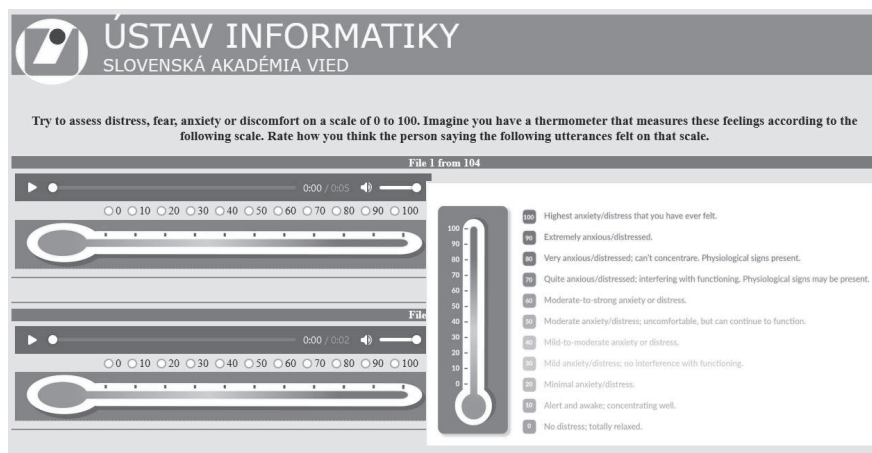 ÚSTAV INFORMATIKY
SLOVENSKÁ AKADÉMIA VIED
Try to assess distress, fear, anxiety or discomfort on a scale of 0 to 100. Imagine you have a thermometer that measures these feelings according to the
following scale. Rate how you think the person saying the following utterances felt on that scale.
File 1 from 104
0:00 / 0:05
0 10 20 30 40 50 60 70 80 90 100
File
0:00 / 0:02
0 10 20 30 40 50 60 70 80 90 100
100
90
80
70
60
50
40
30
20
10
0
100 Highest anxiety/distress that you have ever felt.
90 Extremely anxious/distressed.
80 Very anxious/distressed; can't concentrare. Physiological signs present.
70 Quite anxious/distressed; interfering with functioning. Physiological signs may be present.
60 Moderate-to-strong anxiety or distress.
50 Moderate anxiety/distress; uncomfortable, but can continue to function.
40 Mild-to-moderate anxiety or distress.
30 Mild anxiety/distress; no interference with functioning.
20 Minimal anxiety/distress.
10 Alert and awake; concentrating well.
0 No distress; totally relaxed.